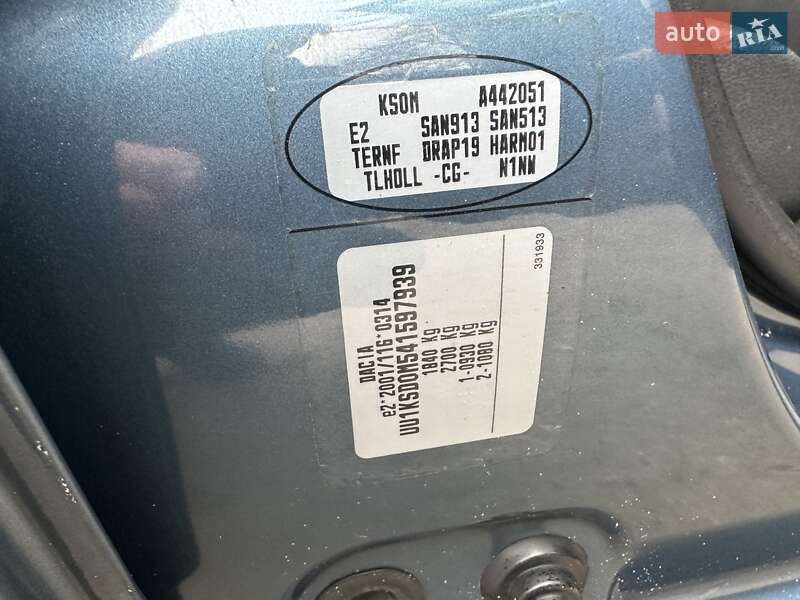 auto RIA
KSOM A442051
E2 SAN913 SAN513
TERNF DRAP19 HARM01
TLHOLL -CG- N1NW
DACIA
e2*2001/116*0314
UU1KSD0M541597939
1840 Kg
2700 Kg
1-0930 Kg
2-1080 Kg
331933